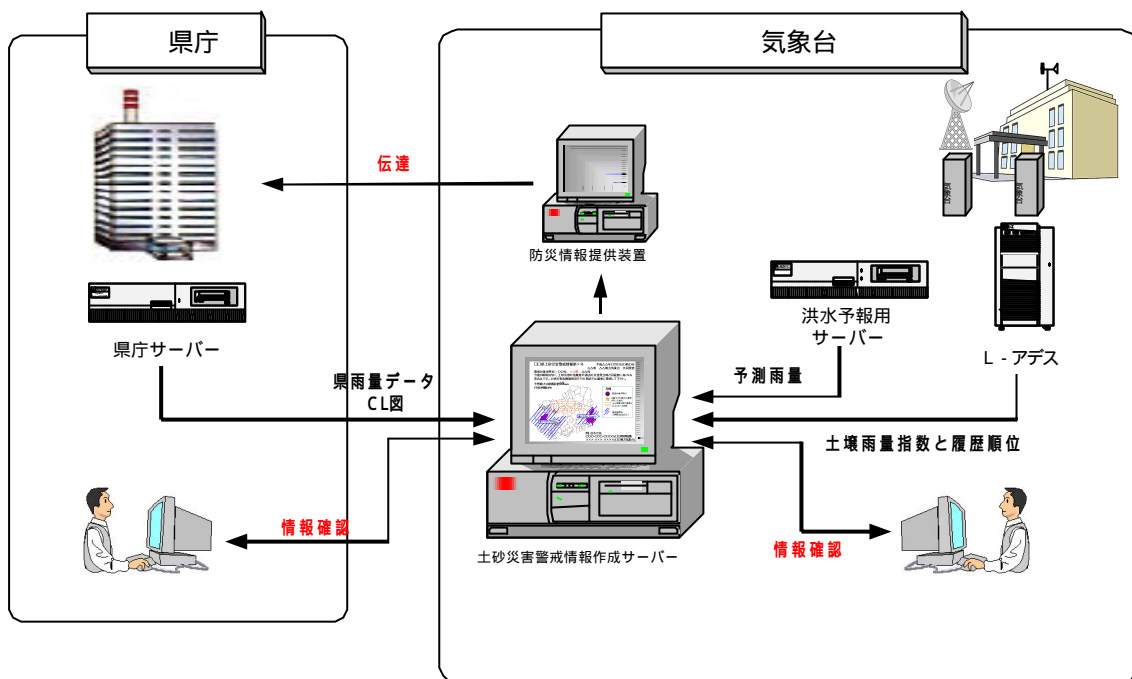 県庁
気象台
伝達
防災情報提供装置
県庁サーバー
洪水予報用
サーバー
L - アデス
県雨量データ
CL図
予測雨量
土壌雨量指数と履歴順位
情報確認
土砂災害警戒情報作成サーバー
情報確認